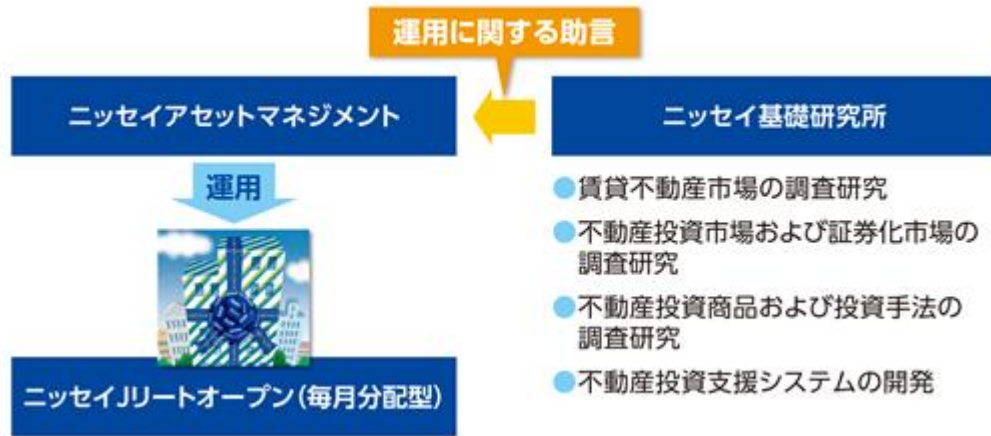 運用に関する助言
ニッセイアセットマネジメント
運用
ニッセイJリートオープン(毎月分配型)
ニッセイ基礎研究所
●賃貸不動産市場の調査研究
●不動産投資市場および証券化市場の
調査研究
●不動産投資商品および投資手法の
調査研究
●不動産投資支援システムの開発